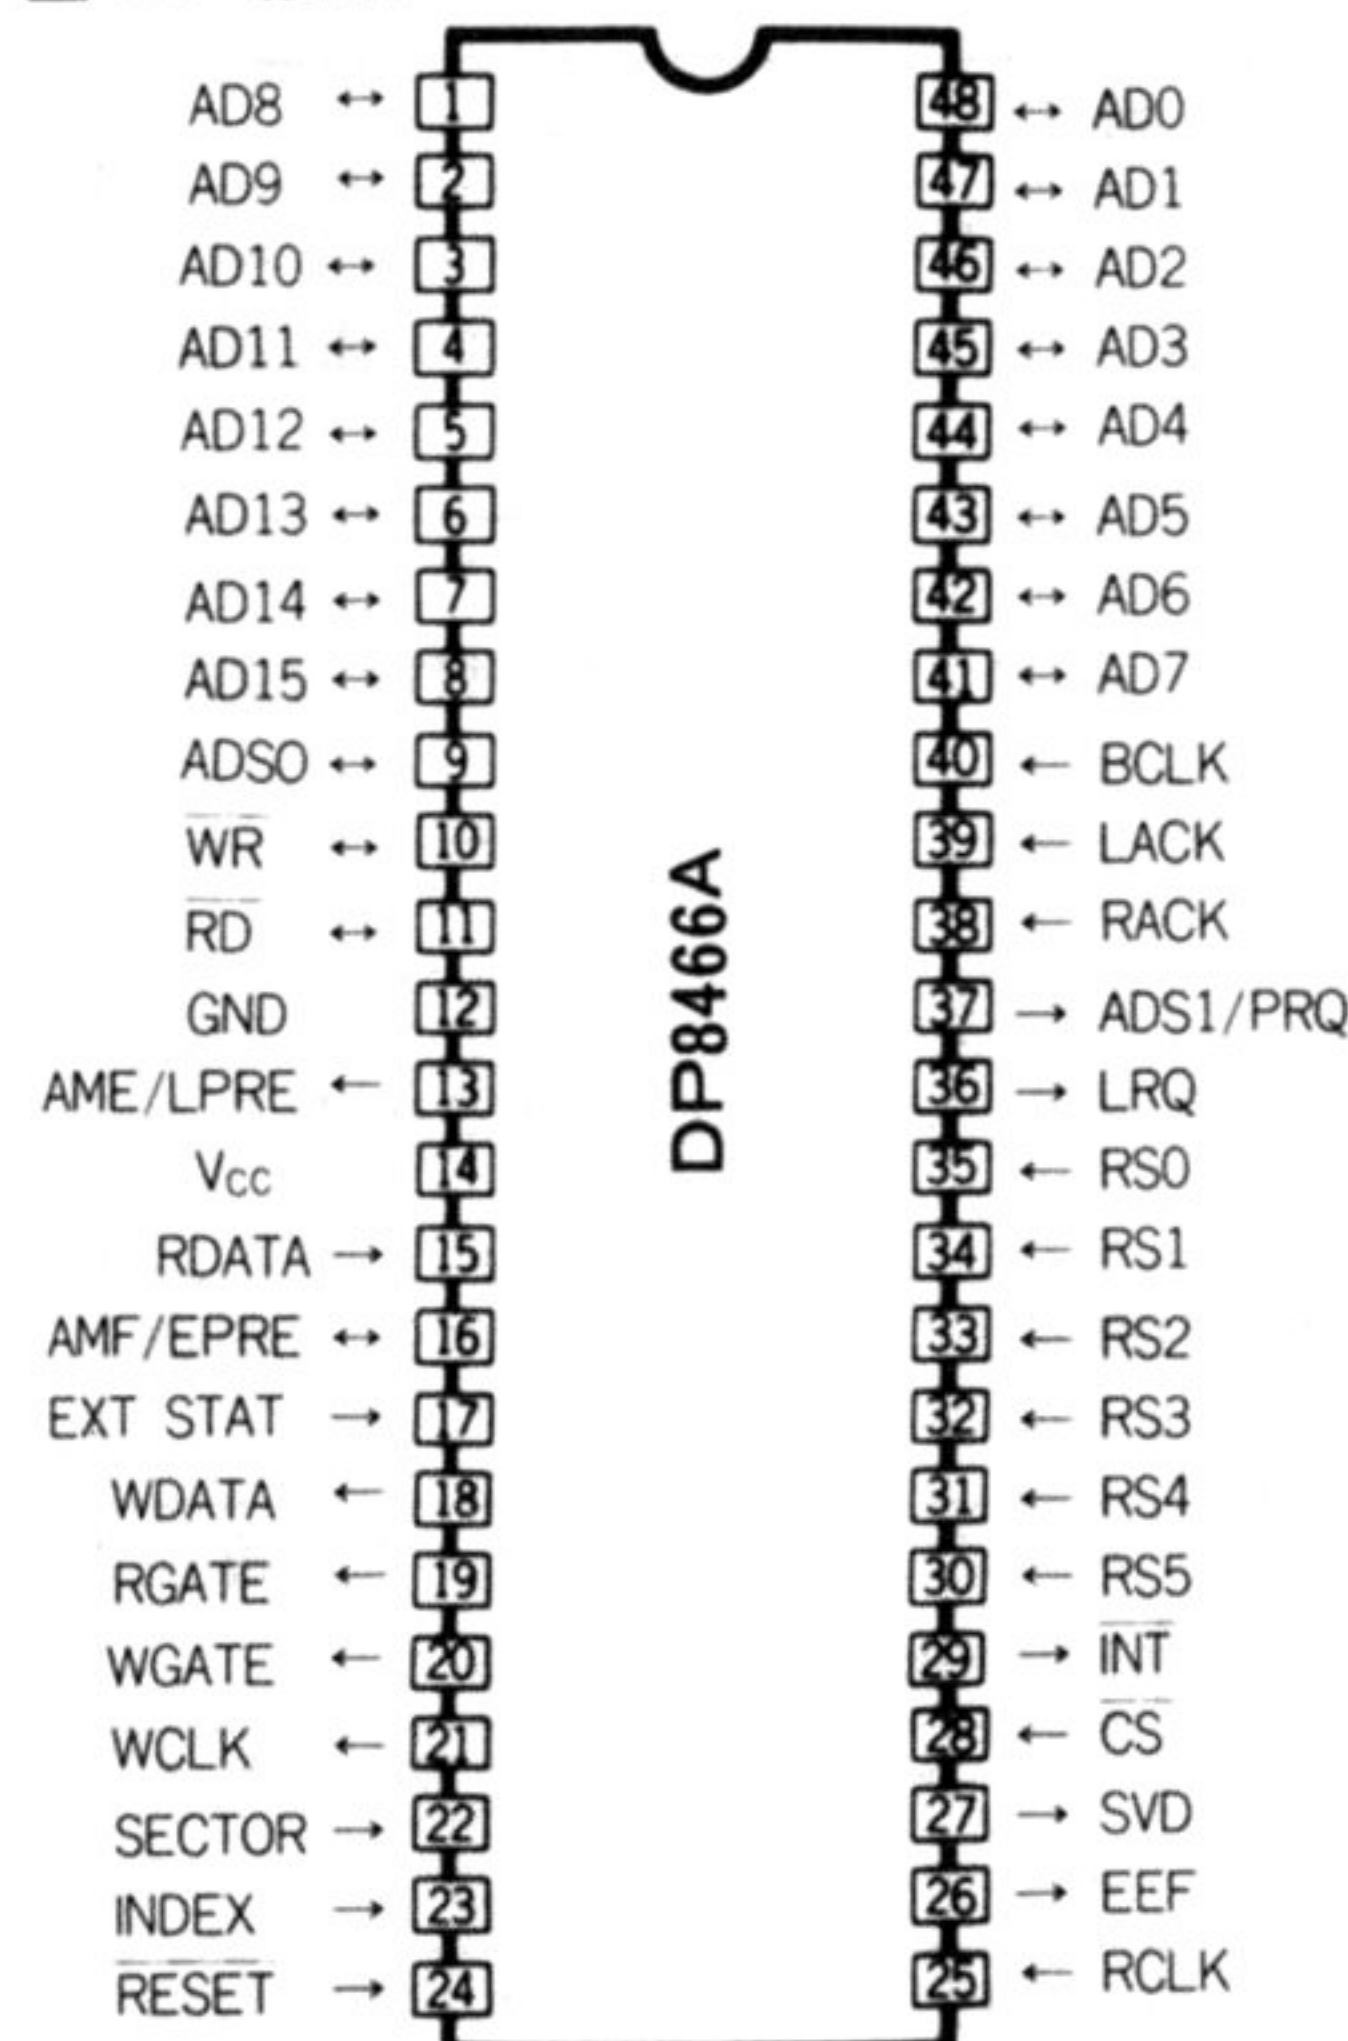 AD8 ↔ 1 48 ↔ AD0
AD9 ↔ 2 47 ↔ AD1
AD10 ↔ 3 46 ↔ AD2
AD11 ↔ 4 45 ↔ AD3
AD12 ↔ 5 44 ↔ AD4
AD13 ↔ 6 43 ↔ AD5
AD14 ↔ 7 42 ↔ AD6
AD15 ↔ 8 41 ↔ AD7
ADS0 ↔ 9 40 ← BCLK
W̅R̅ ↔ 10 39 ← LACK
R̅D̅ ↔ 11 38 ← RACK
GND 12 37 → ADS1/PRQ
AME/LPRE ← 13 36 → LRQ
Vcc 14 35 ← RS0
RDATA → 15 34 ← RS1
AMF/EPRE ↔ 16 33 ← RS2
EXT STAT → 17 32 ← RS3
WDATA ← 18 31 ← RS4
RGATE ← 19 30 ← RS5
WGATE ← 20 29 → I̅N̅T̅
WCLK ← 21 28 ← C̅S̅
SECTOR → 22 27 → SVD
INDEX → 23 26 → EEF
R̅E̅S̅E̅T̅ → 24 25 ← RCLK
DP8466A